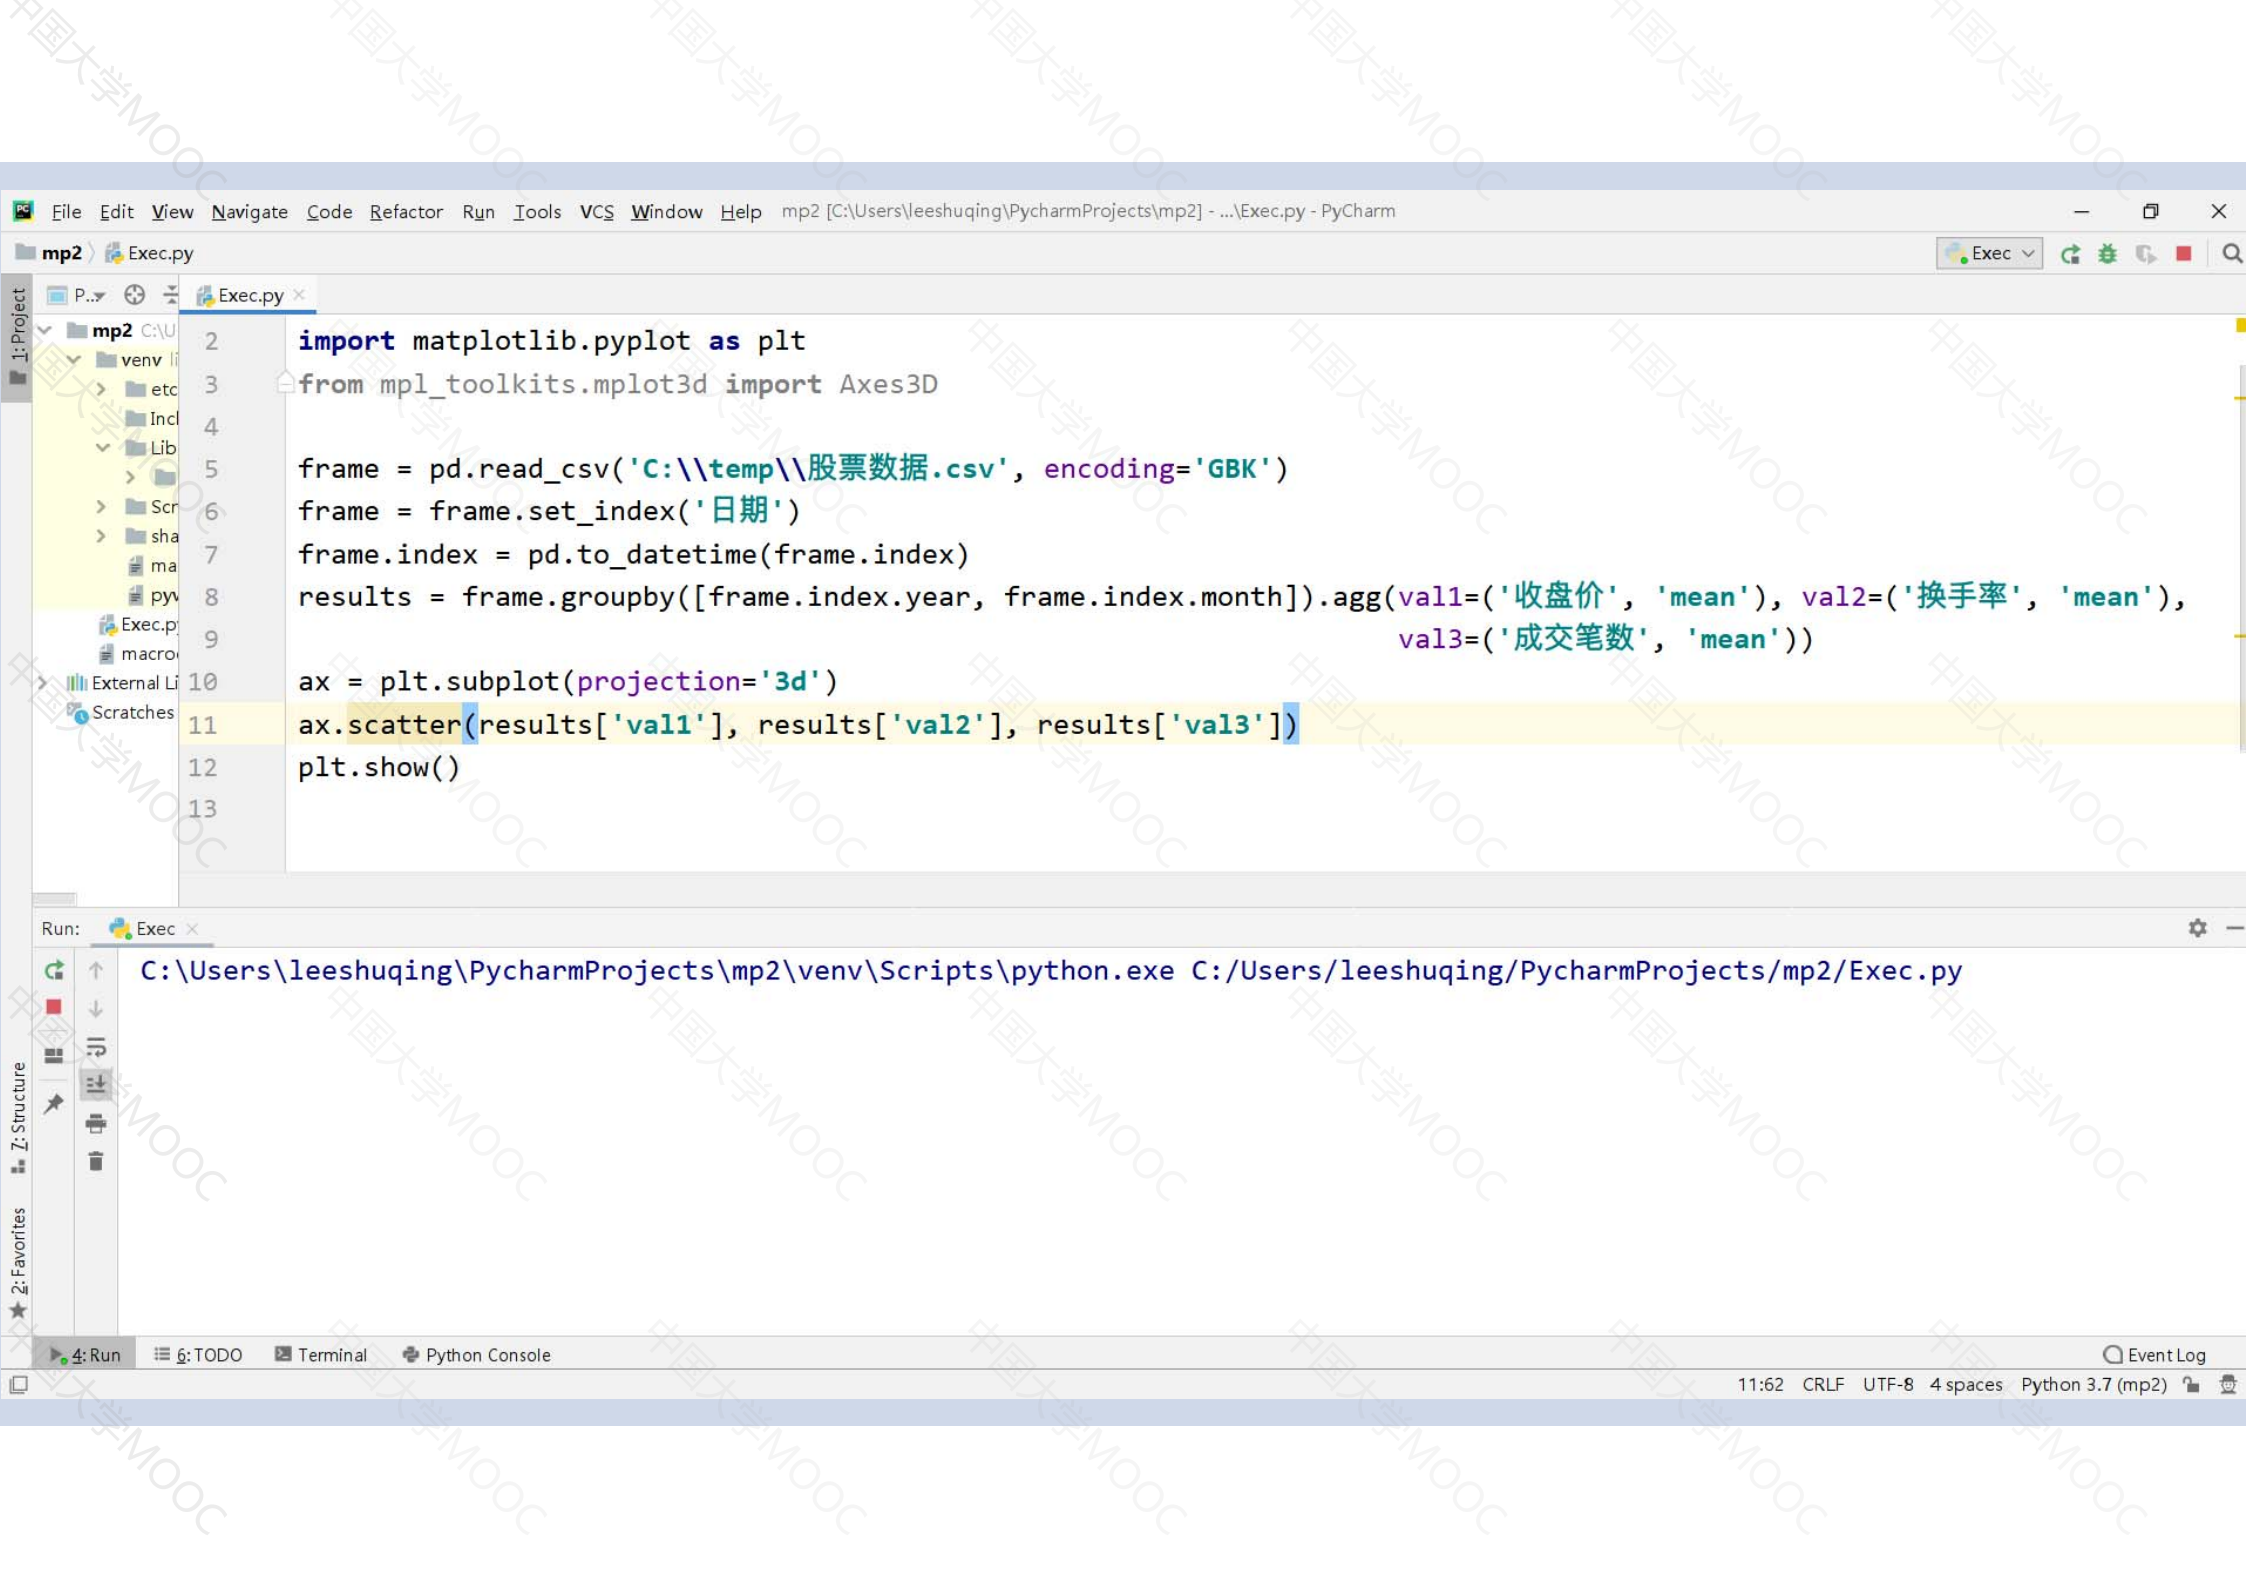 File Edit View Navigate Code Refactor Run Tools VCS Window Help mp2 [C:\Users\leeshuqing\PycharmProjects\mp2] - ...\Exec.py - PyCharm
mp2 Exec.py Exec
1: Project P.. Exec.py
mp2 C:\U
venv li
etc
Incl
Lib
Scr
sha
ma
pyv
Exec.p
macro
External Li
Scratches
2 import matplotlib.pyplot as plt
3 from mpl_toolkits.mplot3d import Axes3D
4
5 frame = pd.read_csv('C:\\temp\\股票数据.csv', encoding='GBK')
6 frame = frame.set_index('日期')
7 frame.index = pd.to_datetime(frame.index)
8 results = frame.groupby([frame.index.year, frame.index.month]).agg(val1=('收盘价', 'mean'), val2=('换手率', 'mean'),
9 val3=('成交笔数', 'mean'))
10 ax = plt.subplot(projection='3d')
11 ax.scatter(results['val1'], results['val2'], results['val3'])
12 plt.show()
13
Run: Exec
C:\Users\leeshuqing\PycharmProjects\mp2\venv\Scripts\python.exe C:/Users/leeshuqing/PycharmProjects/mp2/Exec.py
7: Structure
2: Favorites
4: Run 6: TODO Terminal Python Console Event Log
11:62 CRLF UTF-8 4 spaces Python 3.7 (mp2)
中国大学MOOC